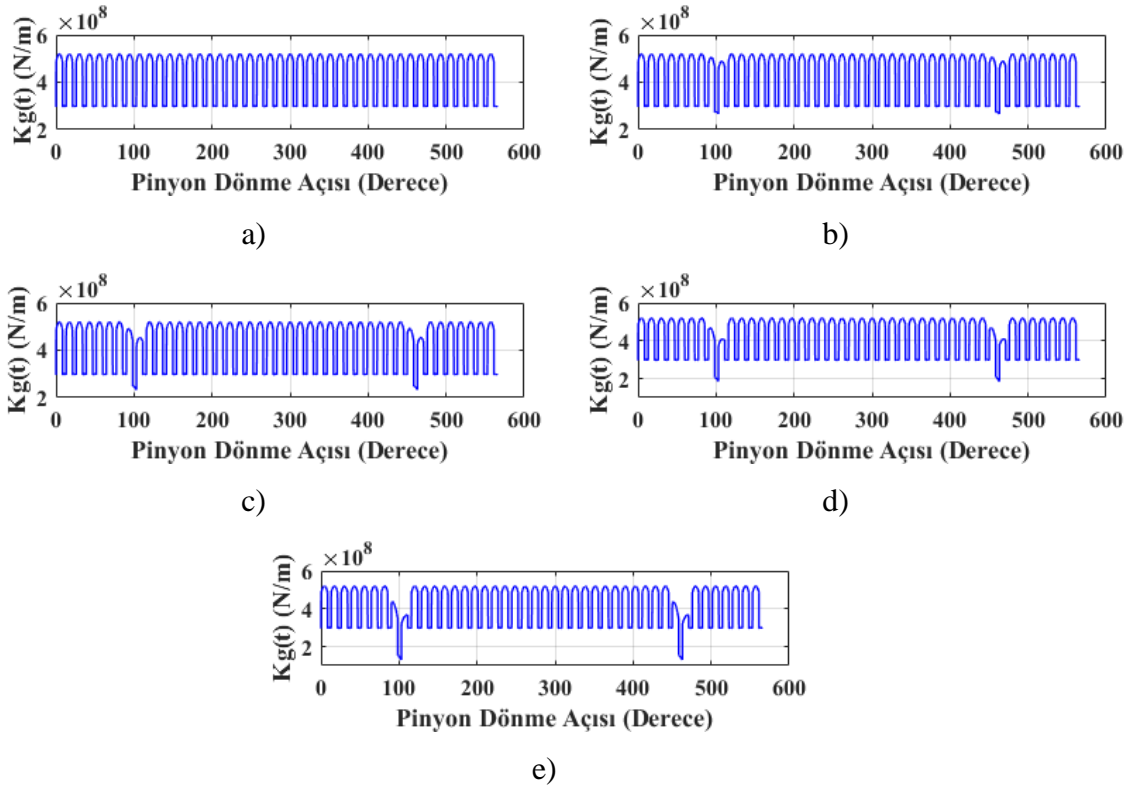 ×10^8
Kg(t) (N/m)
6
4
2
0 100 200 300 400 500 600
Pinyon Dönme Açısı (Derece)
a)
×10^8
Kg(t) (N/m)
6
4
2
0 100 200 300 400 500 600
Pinyon Dönme Açısı (Derece)
b)
×10^8
Kg(t) (N/m)
6
4
2
0 100 200 300 400 500 600
Pinyon Dönme Açısı (Derece)
c)
×10^8
Kg(t) (N/m)
6
4
2
0 100 200 300 400 500 600
Pinyon Dönme Açısı (Derece)
d)
×10^8
Kg(t) (N/m)
6
4
2
0 100 200 300 400 500 600
Pinyon Dönme Açısı (Derece)
e)